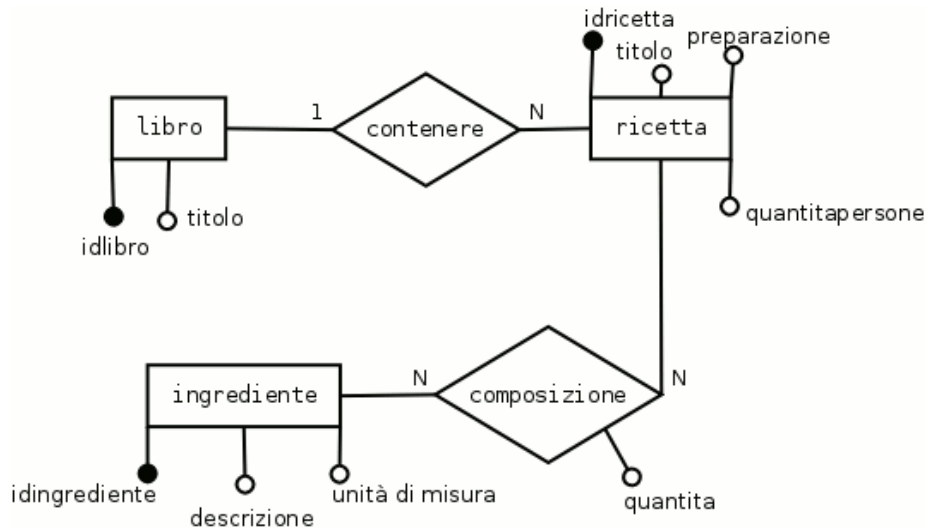 idricetta
titolo
preparazione
libro
1
contenere
N
ricetta
idlibro
titolo
quantitapersone
ingrediente
N
composizione
N
idingrediente
descrizione
unità di misura
quantita